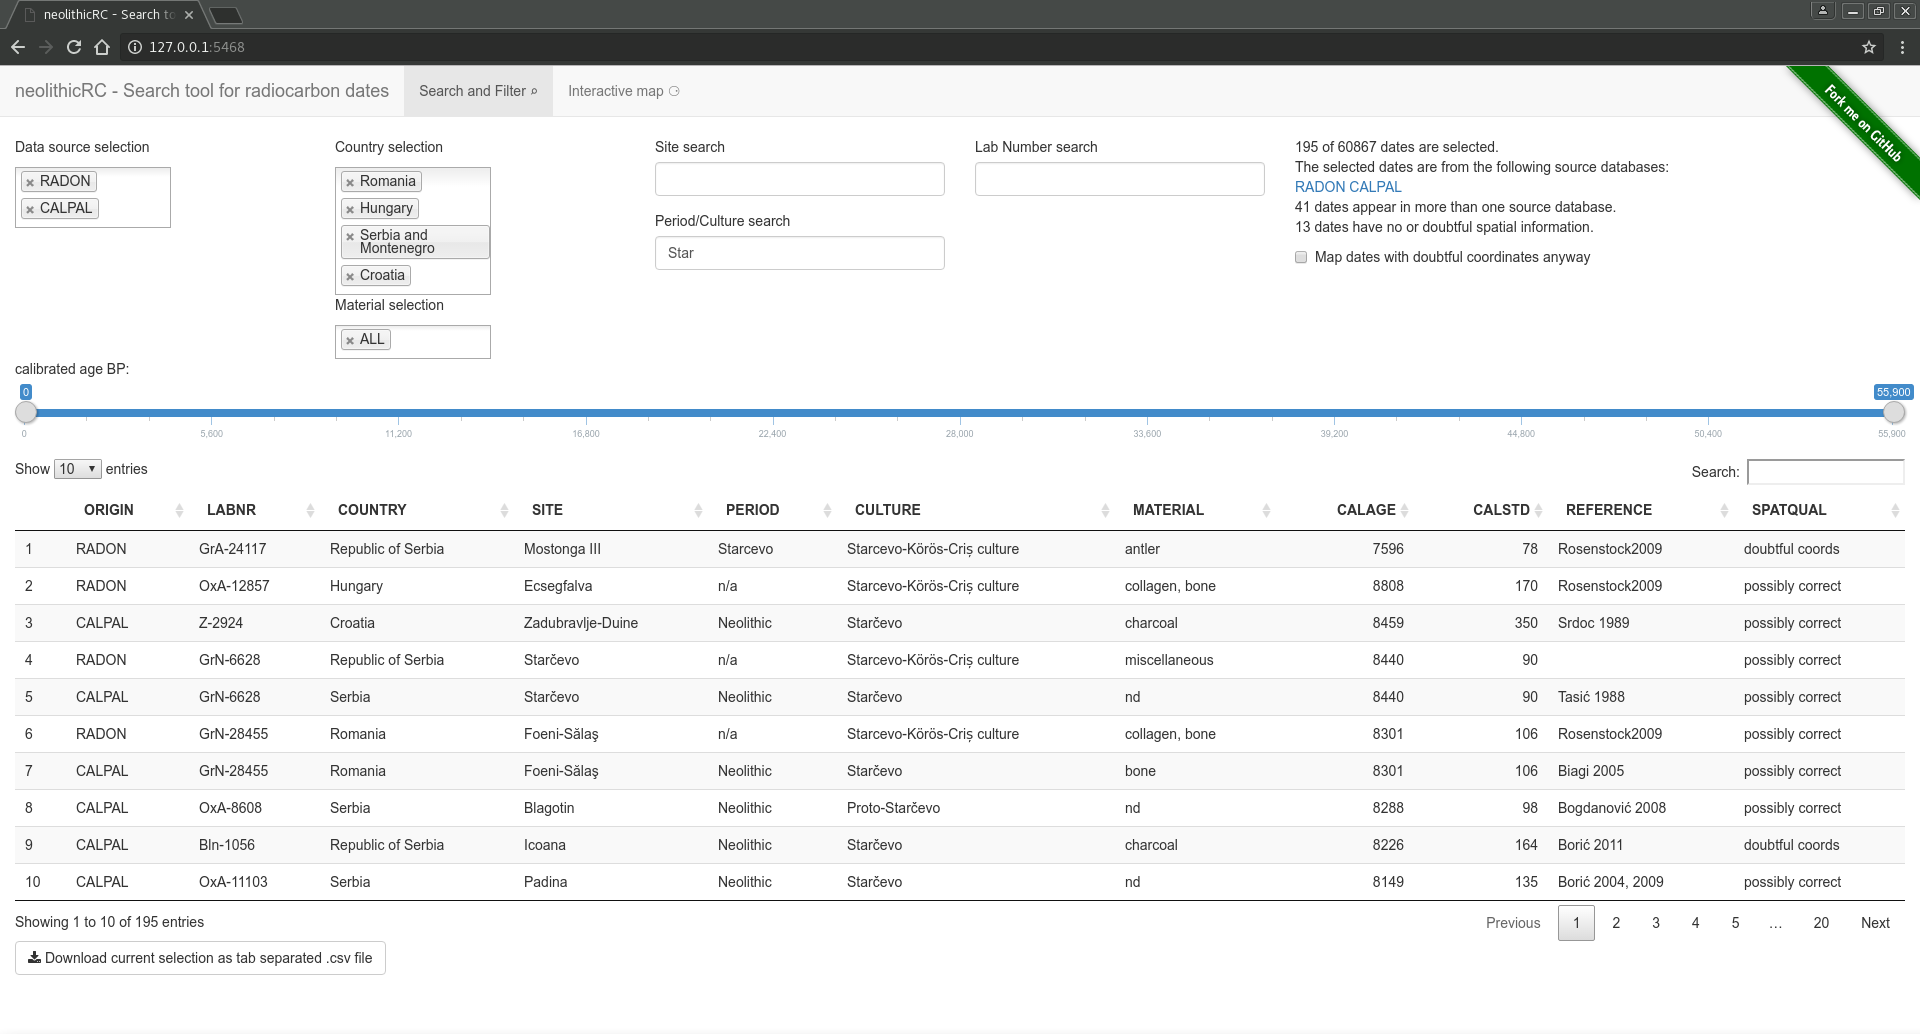 neolithicRC - Search to
127.0.0.1:5468
neolithicRC - Search tool for radiocarbon dates
Search and Filter
Interactive map
Fork me on GitHub
Data source selection
RADON
CALPAL
Country selection
Romania
Hungary
Serbia and
Montenegro
Croatia
Material selection
ALL
Site search
Period/Culture search
Star
Lab Number search
195 of 60867 dates are selected.
The selected dates are from the following source databases:
RADON CALPAL
41 dates appear in more than one source database.
13 dates have no or doubtful spatial information.
Map dates with doubtful coordinates anyway
calibrated age BP:
0 55,900
0 5,600 11,200 16,800 22,400 28,000 33,600 39,200 44,800 50,400 55,900
Show 10 entries
Search:
ORIGIN LABNR COUNTRY SITE PERIOD CULTURE MATERIAL CALAGE CALSTD REFERENCE SPATQUAL
1 RADON GrA-24117 Republic of Serbia Mostonga III Starcevo Starcevo-Körös-Criș culture antler 7596 78 Rosenstock2009 doubtful coords
2 RADON OxA-12857 Hungary Ecsegfalva n/a Starcevo-Körös-Criș culture collagen, bone 8808 170 Rosenstock2009 possibly correct
3 CALPAL Z-2924 Croatia Zadubravlje-Duine Neolithic Starčevo charcoal 8459 350 Srdoc 1989 possibly correct
4 RADON GrN-6628 Republic of Serbia Starčevo n/a Starcevo-Körös-Criș culture miscellaneous 8440 90 possibly correct
5 CALPAL GrN-6628 Serbia Starčevo Neolithic Starčevo nd 8440 90 Tasić 1988 possibly correct
6 RADON GrN-28455 Romania Foeni-Sălaş n/a Starcevo-Körös-Criș culture collagen, bone 8301 106 Rosenstock2009 possibly correct
7 CALPAL GrN-28455 Romania Foeni-Sălaş Neolithic Starčevo bone 8301 106 Biagi 2005 possibly correct
8 CALPAL OxA-8608 Serbia Blagotin Neolithic Proto-Starčevo nd 8288 98 Bogdanović 2008 possibly correct
9 CALPAL Bln-1056 Republic of Serbia Icoana Neolithic Starčevo charcoal 8226 164 Borić 2011 doubtful coords
10 CALPAL OxA-11103 Serbia Padina Neolithic Starčevo nd 8149 135 Borić 2004, 2009 possibly correct
Showing 1 to 10 of 195 entries
Previous 1 2 3 4 5 … 20 Next
Download current selection as tab separated .csv file